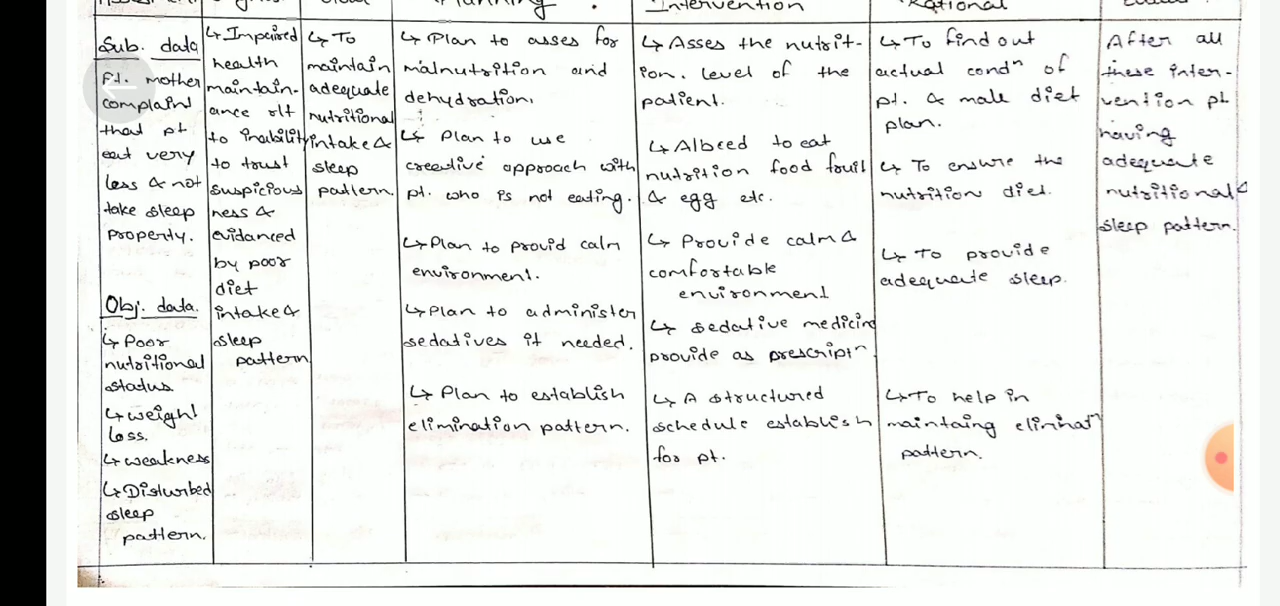 Planning .
Intervention
Rational
Sub. data
Pt. mother
complaint
that pt
eat very
less & not
take sleep
property.
Obj. data.
↳ Poor
nutritional
status
↳ weight
loss.
↳ weakness
↳ Disturbed
sleep
pattern.
↳ Impaired
health
maintain-
ance r/t
to inability
to trust
suspicious
ness &
evidanced
by poor
diet
intake &
sleep
pattern
↳ To
maintain
adequate
nutritional
intake &
sleep
pattern.
↳ Plan to asses for
malnutrition and
dehydration.
↳ Plan to use
creative approach with
pt. who is not eating.
↳ Plan to provid calm
environment.
↳ Plan to administer
sedatives if needed.
↳ Plan to establish
elimination pattern.
↳ Asses the nutrit-
ion. level of the
patient.
↳ to eat
nutrition food fruit
& egg etc.
↳ Provide calm &
comfortable
environment
↳ sedative medicine
provide as prescriptⁿ
↳ A structured
schedule establish
for pt.
↳ To find out
actual condⁿ of
pt. & make diet
plan.
↳ To ensure the
nutrition diet.
↳ To provide
adequate sleep.
↳ To help in
maintaing
pattern.
After all
these inter-
vention pt
having
adequate
nutritional &
sleep pattern.